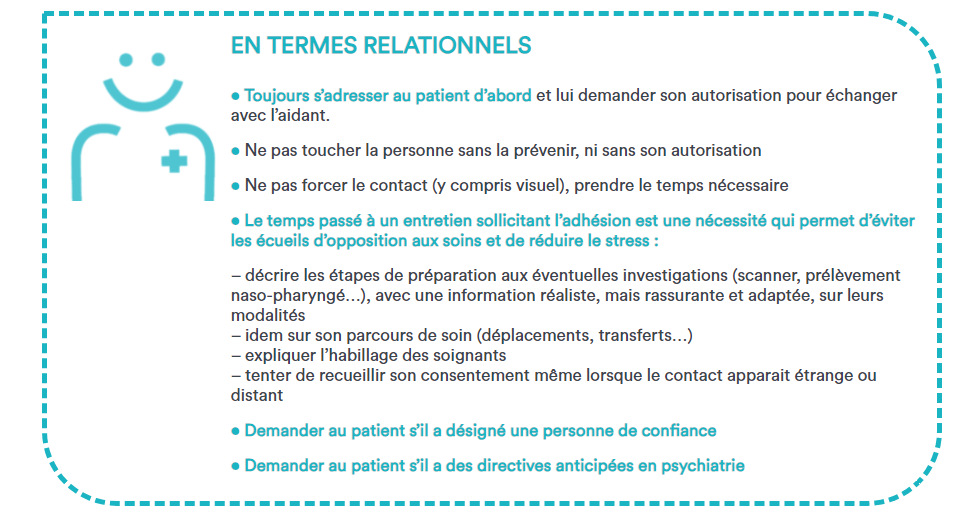 EN TERMES RELATIONNELS
• Toujours s’adresser au patient d’abord et lui demander son autorisation pour échanger
avec l’aidant.
• Ne pas toucher la personne sans la prévenir, ni sans son autorisation
• Ne pas forcer le contact (y compris visuel), prendre le temps nécessaire
• Le temps passé à un entretien sollicitant l’adhésion est une nécessité qui permet d’éviter
les écueils d’opposition aux soins et de réduire le stress :
– décrire les étapes de préparation aux éventuelles investigations (scanner, prélèvement
naso-pharyngé…), avec une information réaliste, mais rassurante et adaptée, sur leurs
modalités
– idem sur son parcours de soin (déplacements, transferts…)
– expliquer l’habillage des soignants
– tenter de recueillir son consentement même lorsque le contact apparait étrange ou
distant
• Demander au patient s’il a désigné une personne de confiance
• Demander au patient s’il a des directives anticipées en psychiatrie